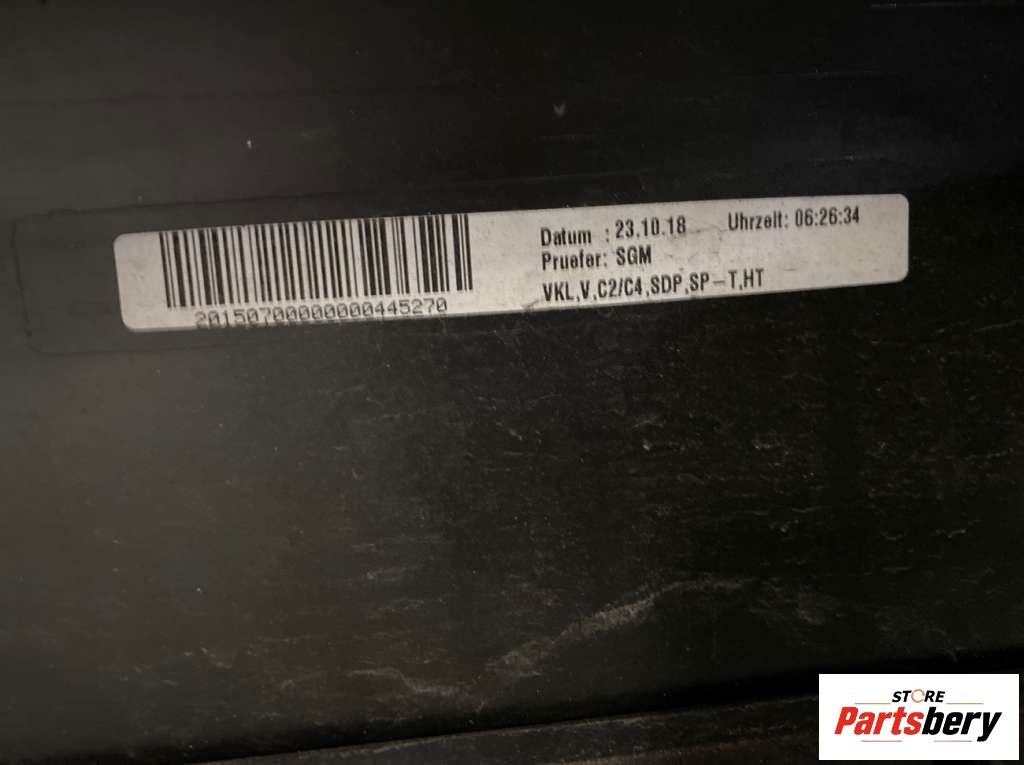 Datum : 23.10.18 Uhrzeit: 06:26:34
Pruefer: SGM
VKL,V,C2/C4,SDP,SP-T,HT
20150700000000445270
STORE
Partsbery